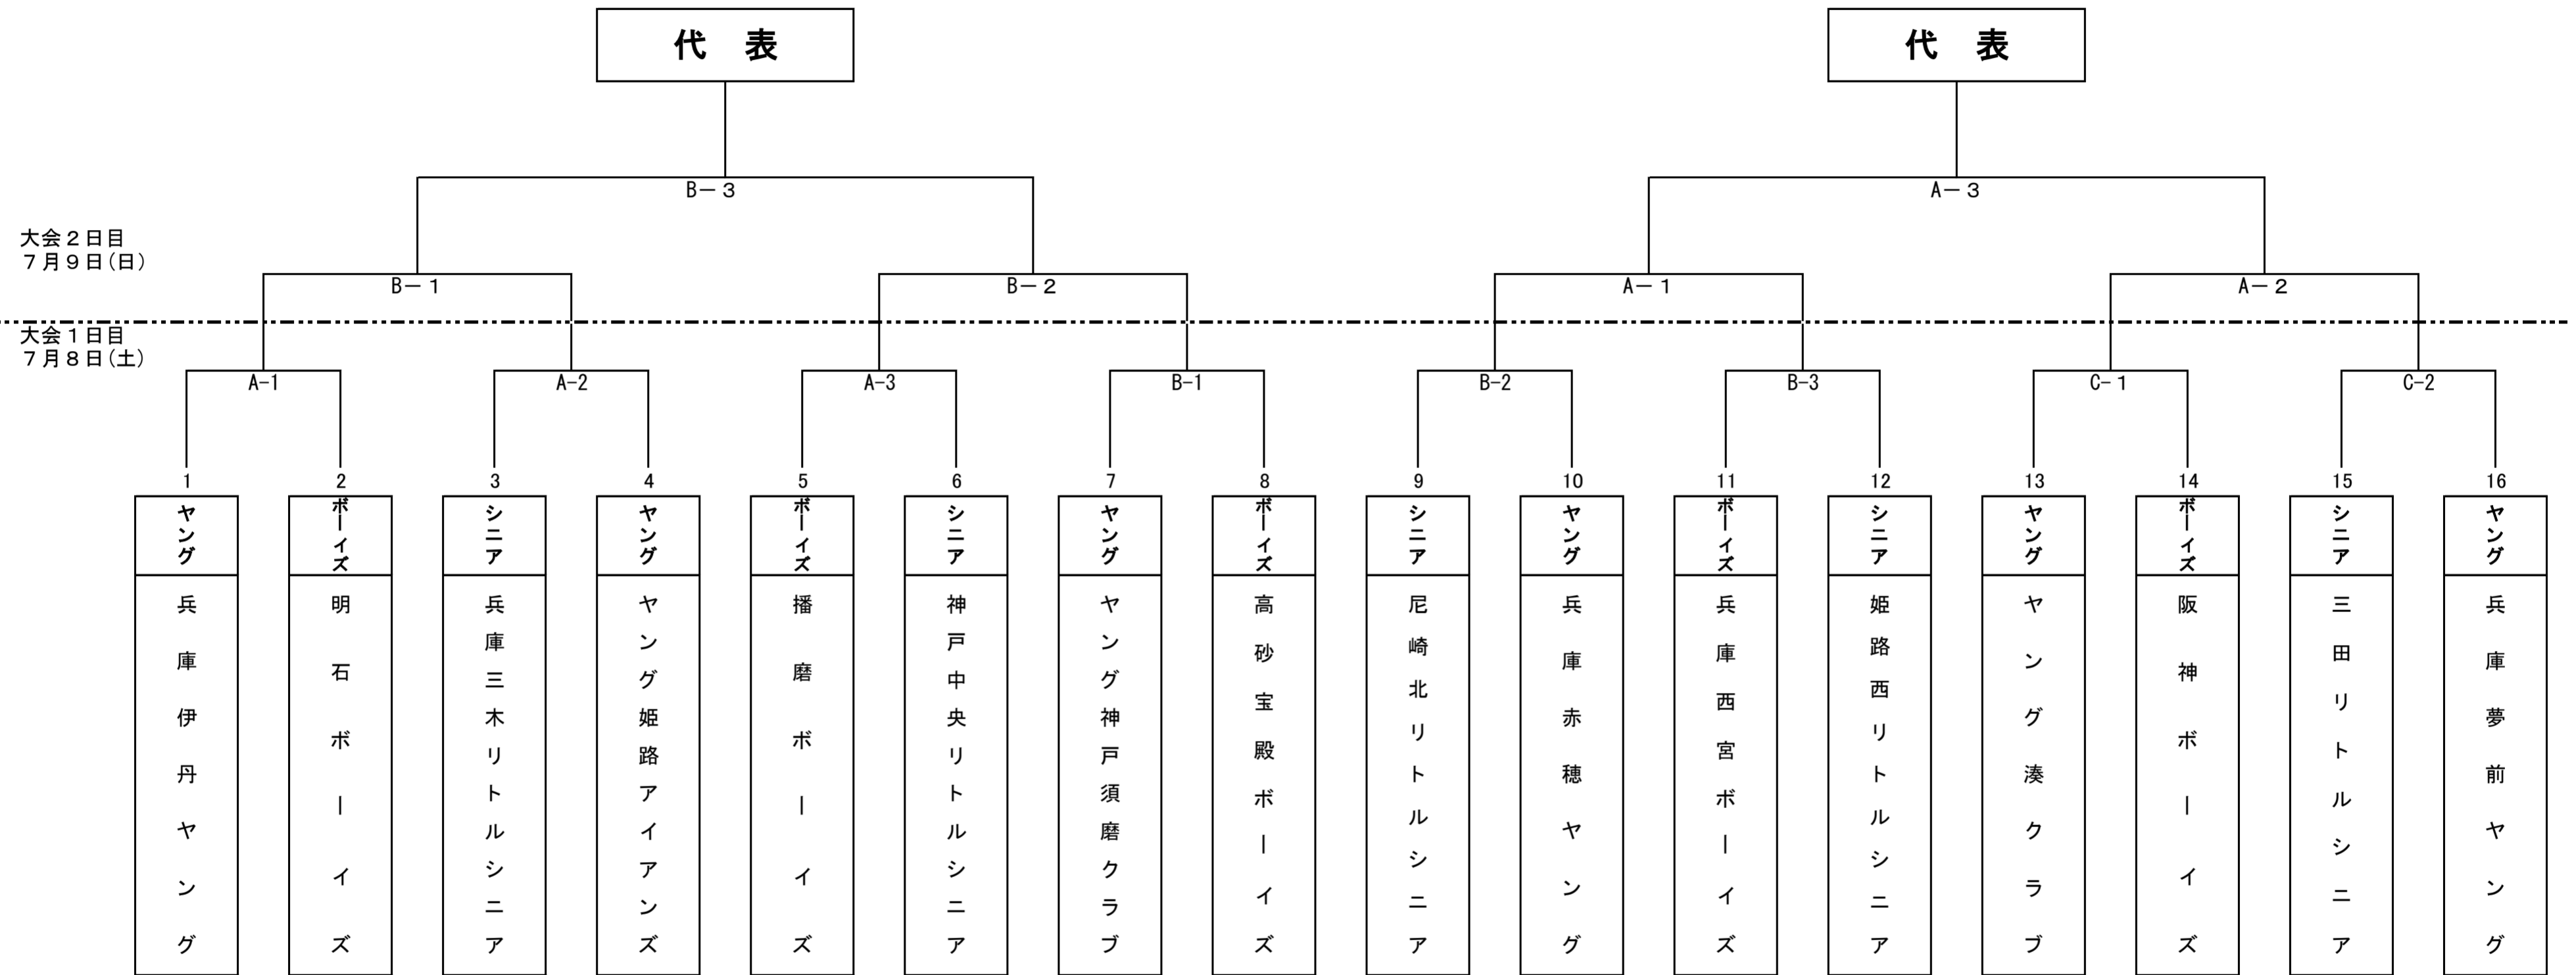 代　表
代　表
B－３
A－３
大会２日目
７月９日(日)
B－１
B－２
A－１
A－２
大会１日目
７月８日(土)
A-1
A-2
A-3
B-1
B-2
B-3
C-1
C-2
1
2
3
4
5
6
7
8
9
10
11
12
13
14
15
16
ヤング
ボーイズ
シニア
ヤング
ボーイズ
シニア
ヤング
ボーイズ
シニア
ヤング
ボーイズ
シニア
ヤング
ボーイズ
シニア
ヤング
兵庫伊丹ヤング
明石ボーイズ
兵庫三木リトルシニア
ヤング姫路アイアンズ
播磨ボーイズ
神戸中央リトルシニア
ヤング神戸須磨クラブ
高砂宝殿ボーイズ
尼崎北リトルシニア
兵庫赤穂ヤング
兵庫西宮ボーイズ
姫路西リトルシニア
ヤング湊クラブ
阪神ボーイズ
三田リトルシニア
兵庫夢前ヤング